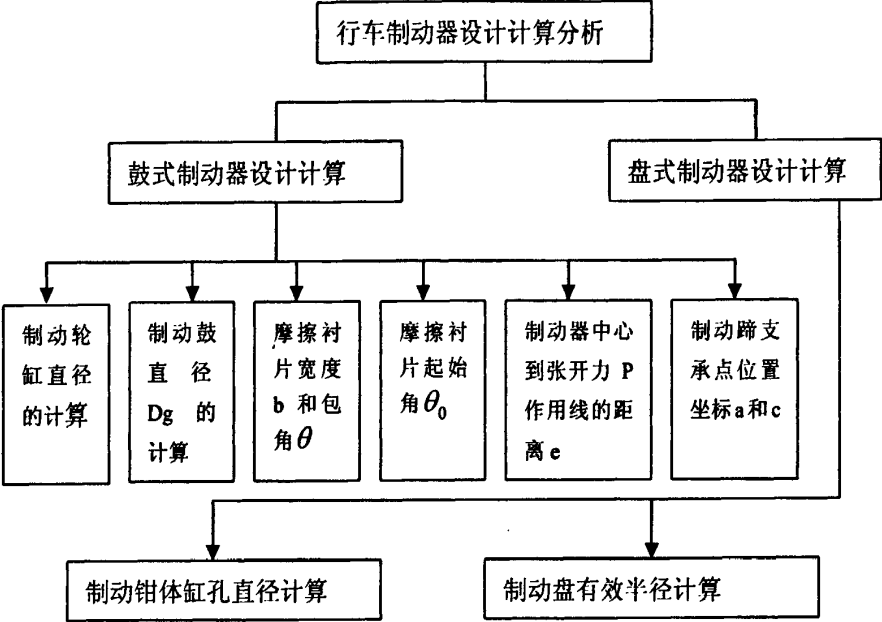 行车制动器设计计算分析
鼓式制动器设计计算
盘式制动器设计计算
制动轮
缸直径
的计算
制动鼓
直径
Dg 的
计算
摩擦衬
片宽度
b 和包
角θ
摩擦衬
片起始
角θ₀
制动器中心
到张开力 P
作用线的距
离 e
制动蹄支
承点位置
坐标a和c
制动钳体缸孔直径计算
制动盘有效半径计算